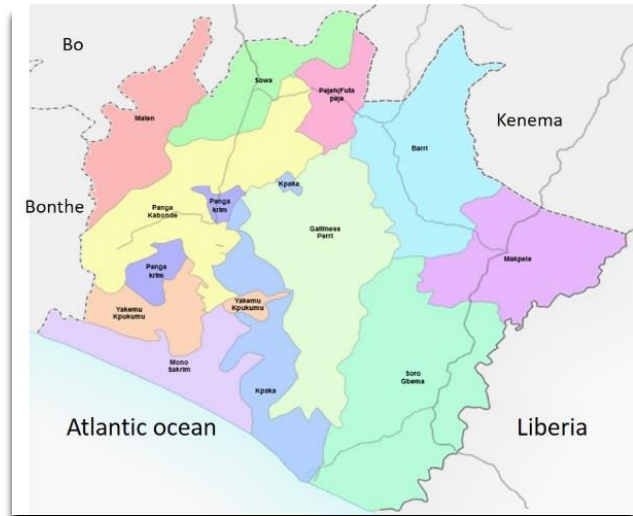 Bo
Sowa
Pejeh(Futa
peje
Malen
Kenema
Barri
Kpaka
Bonthe
Panga
Kabonde
Panga
krim
Galliness
Perri
Makpele
Panga
krim
Yakemu
Kpukumu
Yakemu
Kpukumu
Mono
Sakrim
Soro
Gbema
Kpaka
Atlantic ocean
Liberia